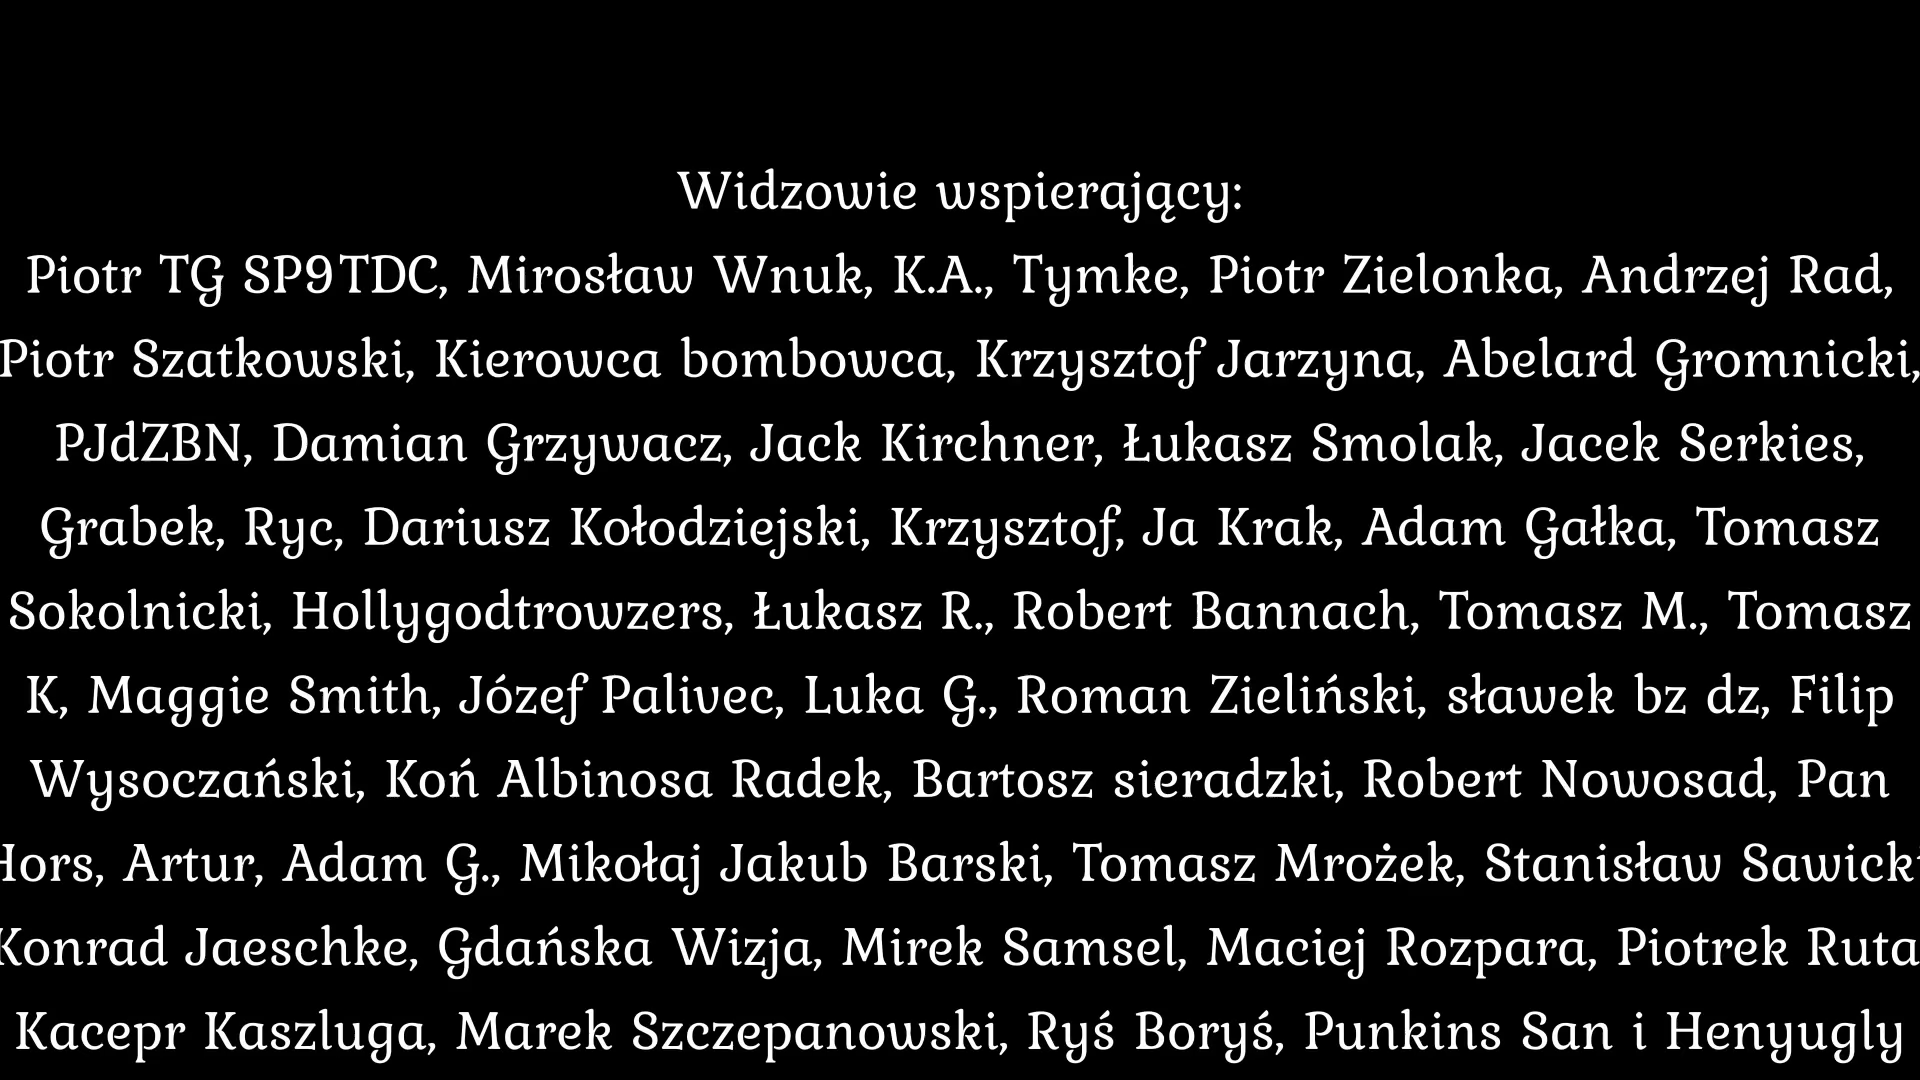 Widzowie wspierający:
Piotr TG SP9TDC, Mirosław Wnuk, K.A., Tymke, Piotr Zielonka, Andrzej Rad,
Piotr Szatkowski, Kierowca bombowca, Krzysztof Jarzyna, Abelard Gromnicki,
PJdZBN, Damian Grzywacz, Jack Kirchner, Łukasz Smolak, Jacek Serkies,
Grabek, Ryc, Dariusz Kołodziejski, Krzysztof, Ja Krak, Adam Gałka, Tomasz
Sokolnicki, Hollygodtrowzers, Łukasz R., Robert Bannach, Tomasz M., Tomasz
K, Maggie Smith, Józef Palivec, Luka G., Roman Zieliński, sławek bz dz, Filip
Wysoczański, Koń Albinosa Radek, Bartosz sieradzki, Robert Nowosad, Pan
Hors, Artur, Adam G., Mikołaj Jakub Barski, Tomasz Mrożek, Stanisław Sawicki
Konrad Jaeschke, Gdańska Wizja, Mirek Samsel, Maciej Rozpara, Piotrek Ruta
Kacepr Kaszluga, Marek Szczepanowski, Ryś Boryś, Punkins San i Henyugly